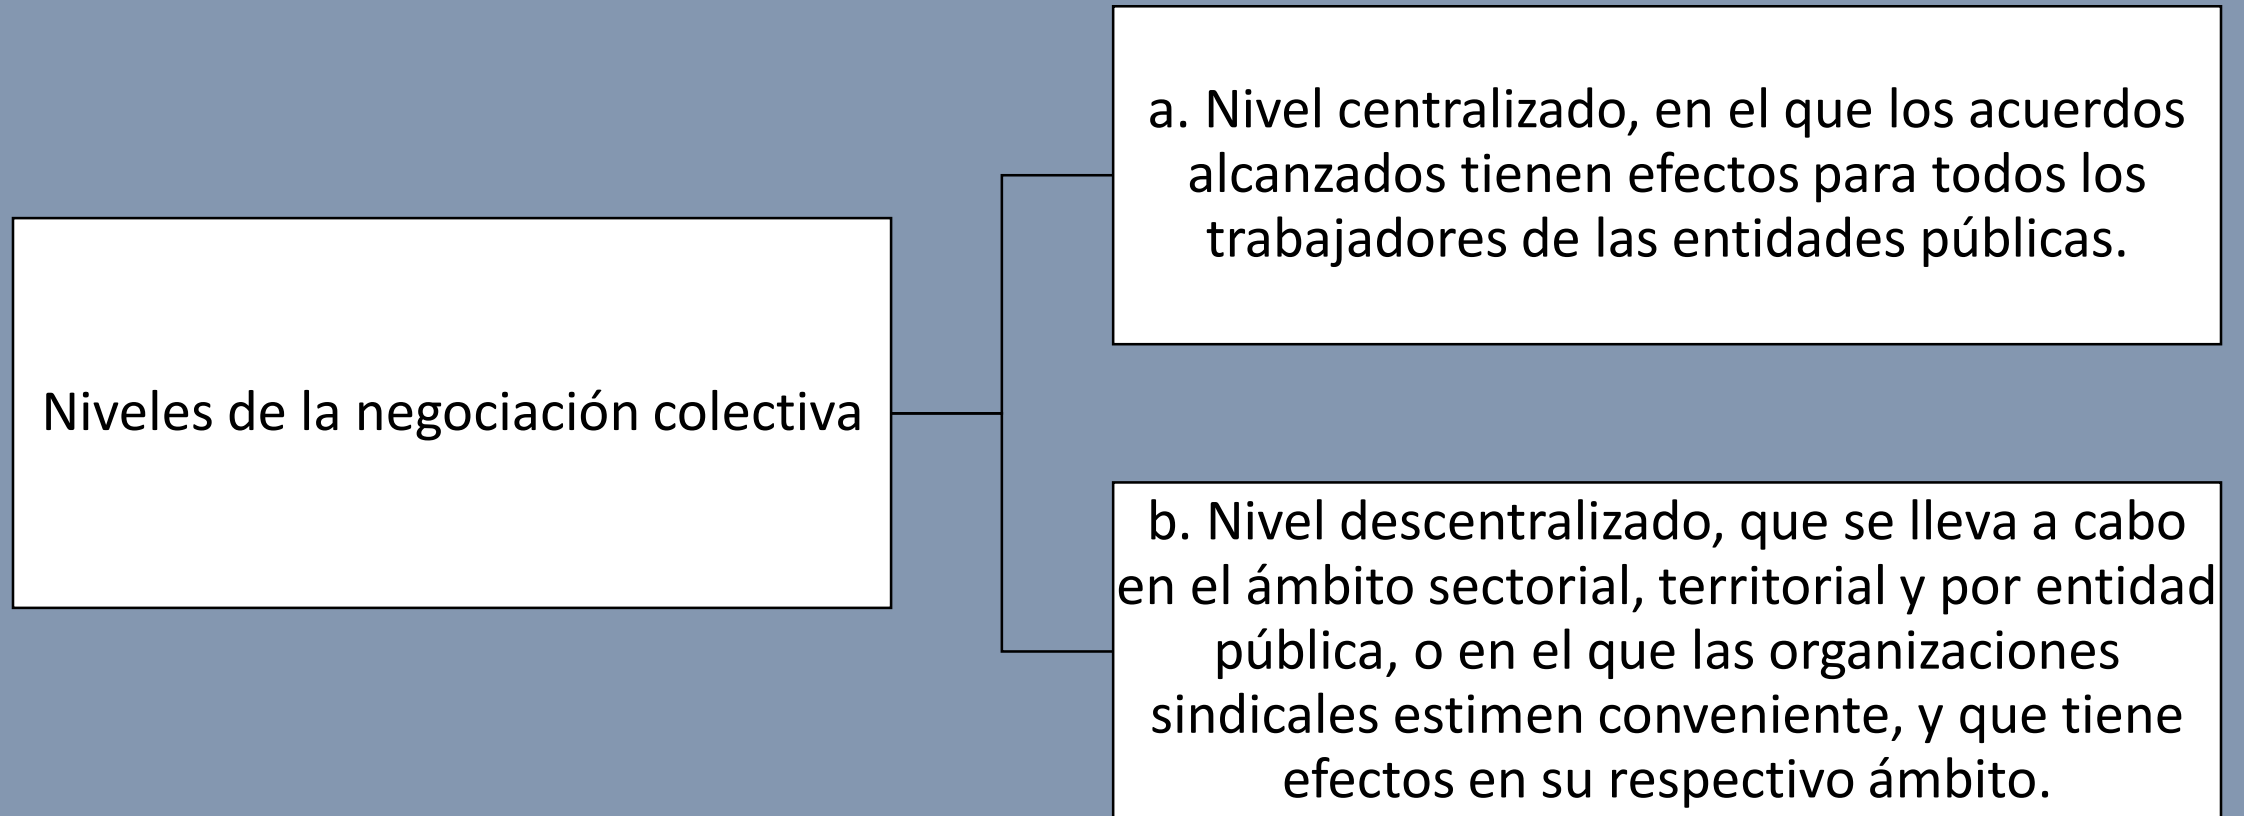 Niveles de la negociación colectiva
a. Nivel centralizado, en el que los acuerdos
alcanzados tienen efectos para todos los
trabajadores de las entidades públicas.
b. Nivel descentralizado, que se lleva a cabo
en el ámbito sectorial, territorial y por entidad
pública, o en el que las organizaciones
sindicales estimen conveniente, y que tiene
efectos en su respectivo ámbito.